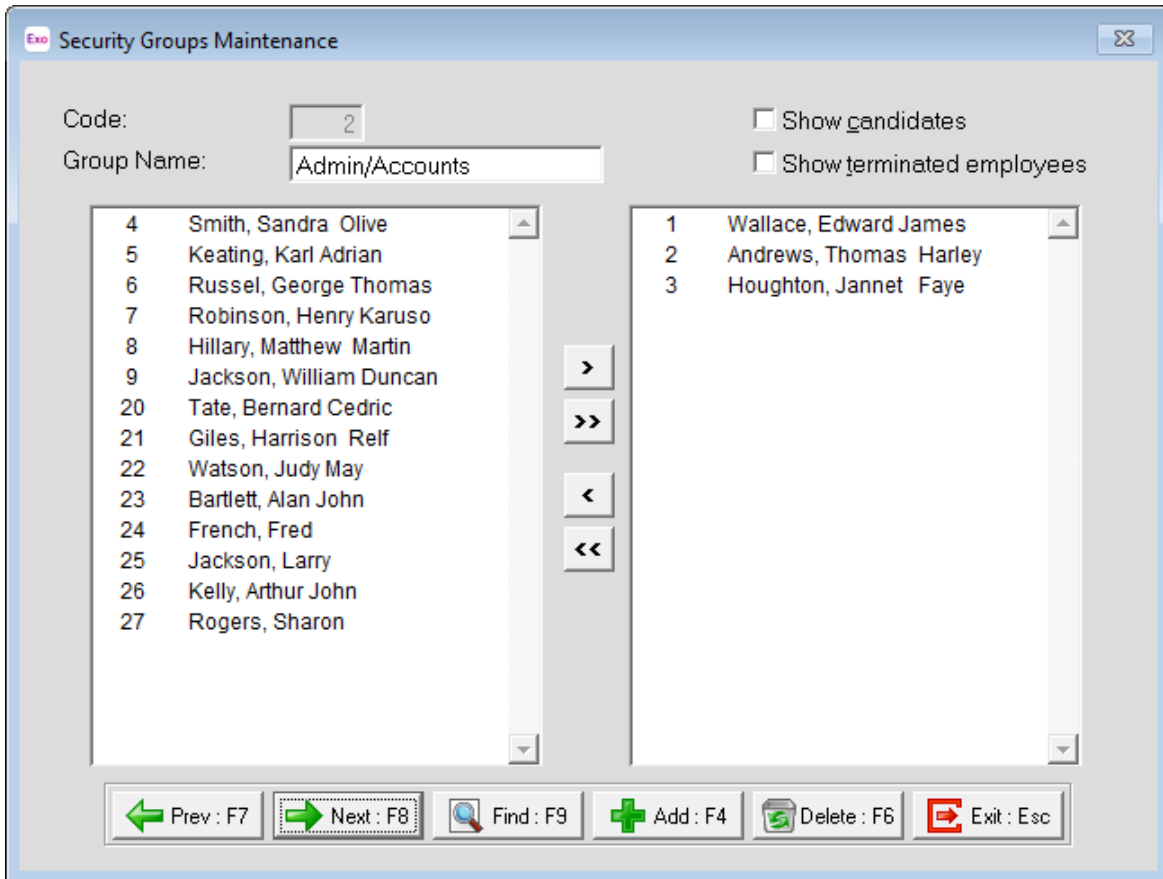 Exo Security Groups Maintenance
Code: 2
Show candidates
Group Name: Admin/Accounts
Show terminated employees
4 Smith, Sandra Olive
5 Keating, Karl Adrian
6 Russel, George Thomas
7 Robinson, Henry Karuso
8 Hillary, Matthew Martin
9 Jackson, William Duncan
20 Tate, Bernard Cedric
21 Giles, Harrison Relf
22 Watson, Judy May
23 Bartlett, Alan John
24 French, Fred
25 Jackson, Larry
26 Kelly, Arthur John
27 Rogers, Sharon
>
>>
<
<<
1 Wallace, Edward James
2 Andrews, Thomas Harley
3 Houghton, Jannet Faye
Prev : F7 Next : F8 Find : F9 Add : F4 Delete : F6 Exit : Esc